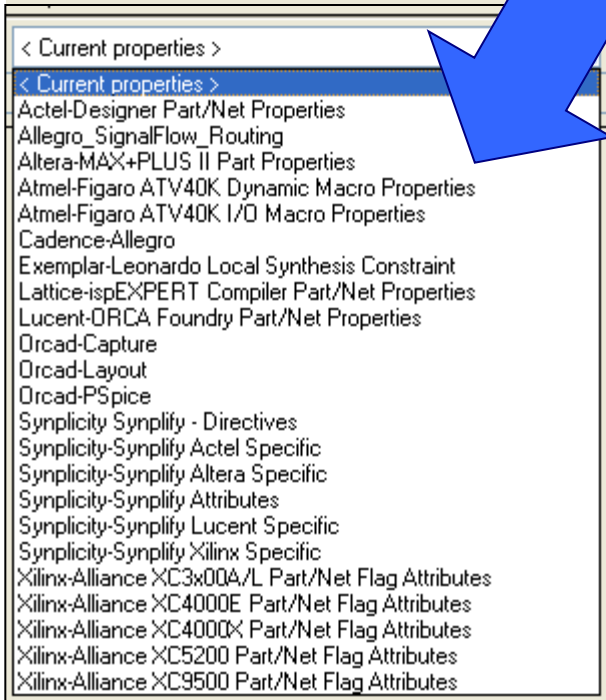 < Current properties >
< Current properties >
Actel-Designer Part/Net Properties
Allegro_SignalFlow_Routing
Altera-MAX+PLUS II Part Properties
Atmel-Figaro ATV40K Dynamic Macro Properties
Atmel-Figaro ATV40K I/O Macro Properties
Cadence-Allegro
Exemplar-Leonardo Local Synthesis Constraint
Lattice-ispEXPERT Compiler Part/Net Properties
Lucent-ORCA Foundry Part/Net Properties
Orcad-Capture
Orcad-Layout
Orcad-PSpice
Synplicity Synplify - Directives
Synplicity-Synplify Actel Specific
Synplicity-Synplify Altera Specific
Synplicity-Synplify Attributes
Synplicity-Synplify Lucent Specific
Synplicity-Synplify Xilinx Specific
Xilinx-Alliance XC3x00A/L Part/Net Flag Attributes
Xilinx-Alliance XC4000E Part/Net Flag Attributes
Xilinx-Alliance XC4000X Part/Net Flag Attributes
Xilinx-Alliance XC5200 Part/Net Flag Attributes
Xilinx-Alliance XC9500 Part/Net Flag Attributes